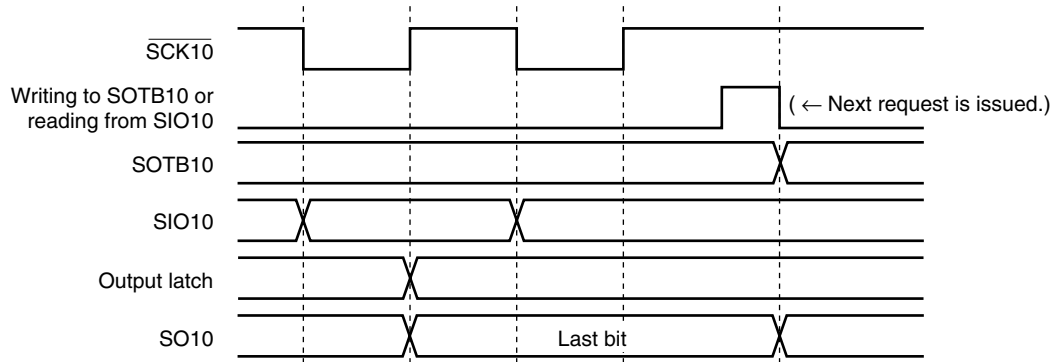 SCK10
Writing to SOTB10 or
reading from SIO10
( ← Next request is issued.)
SOTB10
SIO10
Output latch
SO10
Last bit